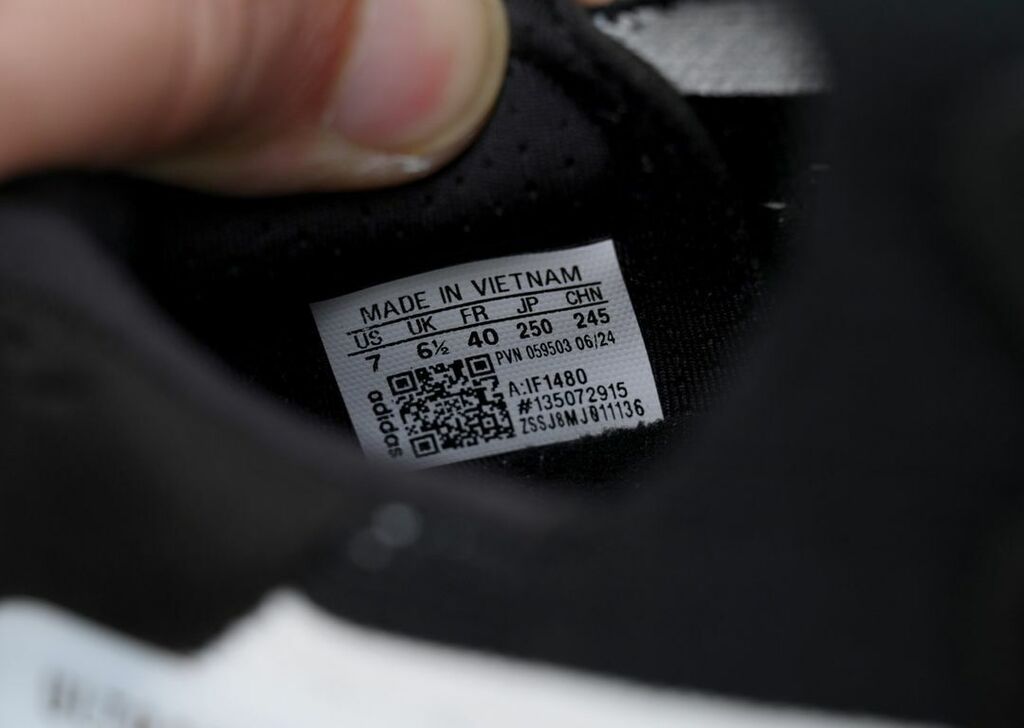 MADE IN VIETNAM
US UK FR JP CHN
7 6½ 40 250 245
PVN 059503 06/24
adidas
A:IF1480
#135072915
ZSSJ8MJ011136